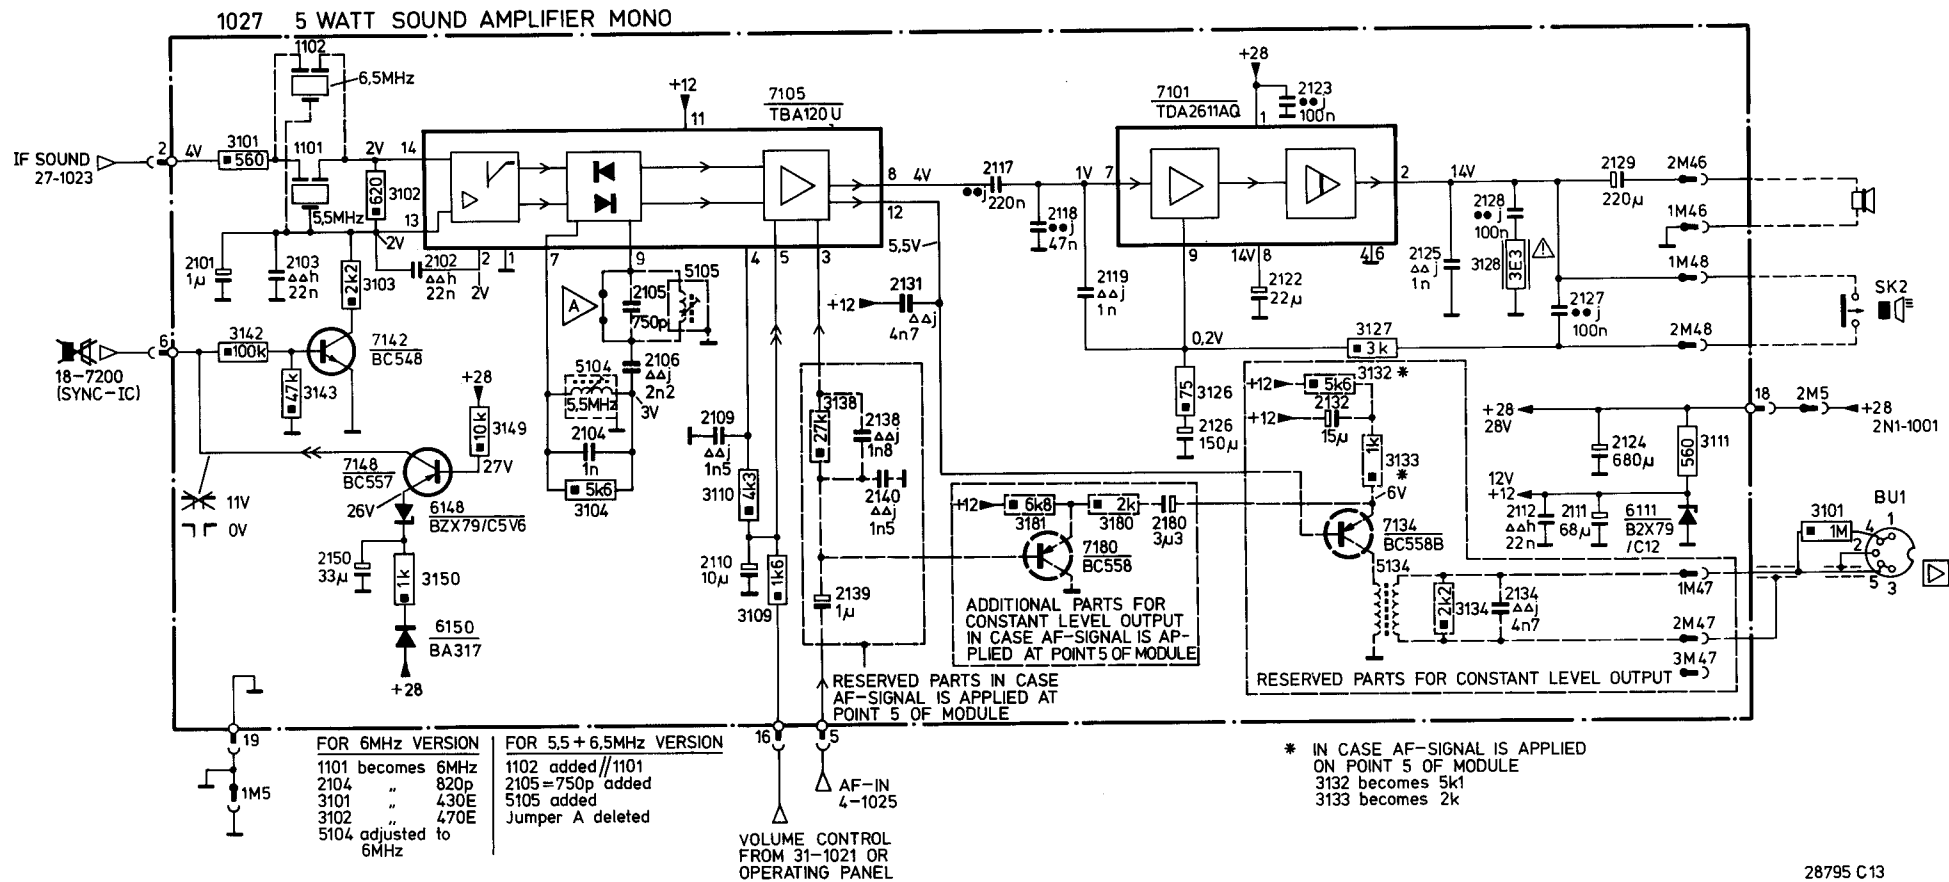 1027 5 WATT SOUND AMPLIFIER MONO
1102
6,5MHz
+12
11
7105
TBA120U
+28
1
2123
●●j
100n
7101
TDA2611AQ
IF SOUND
27-1023
2
4V
3101
560
1101
5,5MHz
2V
14
620
3102
13
2V
8
4V
12
5,5V
2117
●●j
220n
1V
7
2118
●●j
47n
2
14V
2129
220µ
2M46
1M46
2128
●●j
100n
3128
3E3
1M48
SK2
2101
1µ
2103
△△h
22n
2k2
3103
2102
△△h
22n
2
1
2V
7
9
4
5
3
A
2105
750p
5105
2131
+12
△△j
4n7
2119
△△j
1n
9
14V
8
4
6
2122
22µ
2125
△△j
1n
2127
●●j
100n
2M48
6
18-7200
(SYNC-IC)
3142
100k
7142
BC548
47k
3143
+28
10k
3149
27V
2106
△△j
2n2
5104
5,5MHz
3V
2104
1n
5k6
3104
0,2V
3127
3k
75
3126
2126
150µ
+12
5k6
3132 *
+12
2132
15µ
1k
3133
*
6V
18
2M5
+28
28V
+28
2N1-1001
2124
680µ
560
3111
12V
+12
2112
△△h
22n
2111
68µ
6111
B2X79
/C12
7148
BC557
11V
0V
26V
6148
BZX79/C5V6
2150
33µ
1k
3150
6150
BA317
+28
2109
△△j
1n5
3110
4k3
2110
10µ
1k6
3109
3138
27k
2138
△△j
1n8
2140
△△j
1n5
2139
1µ
+12
6k8
3181
2k
3180
2180
3µ3
7180
BC558
ADDITIONAL PARTS FOR
CONSTANT LEVEL OUTPUT
IN CASE AF-SIGNAL IS AP-
PLIED AT POINT 5 OF MODULE
7134
BC558B
5134
2k2
3134
2134
△△j
4n7
1M47
2M47
3M47
RESERVED PARTS FOR CONSTANT LEVEL OUTPUT
3101
1M
BU1
1
4
2
5
3
RESERVED PARTS IN CASE
AF-SIGNAL IS APPLIED AT
POINT 5 OF MODULE
19
1M5
16
5
AF-IN
4-1025
VOLUME CONTROL
FROM 31-1021 OR
OPERATING PANEL
FOR 6MHz VERSION
1101 becomes 6MHz
2104 „ 820p
3101 „ 430E
3102 „ 470E
5104 adjusted to
6MHz
FOR 5,5 + 6,5MHz VERSION
1102 added//1101
2105=750p added
5105 added
Jumper A deleted
* IN CASE AF-SIGNAL IS APPLIED
ON POINT 5 OF MODULE
3132 becomes 5k1
3133 becomes 2k
28795 C13